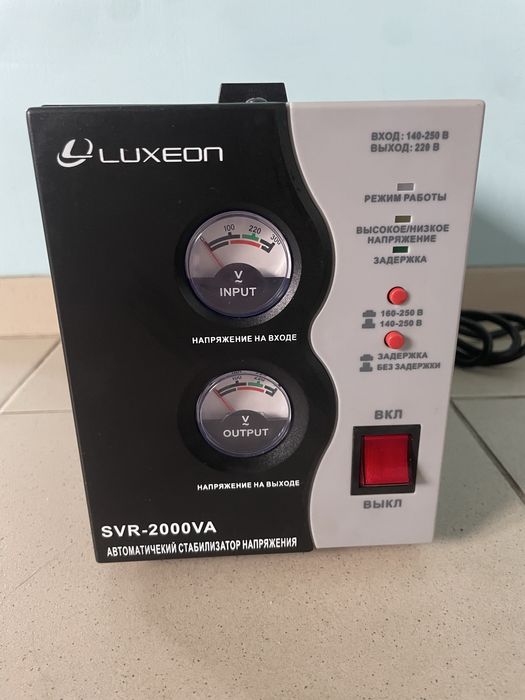 LUXEON
ВХОД: 140-250 В
ВЫХОД: 220 В
РЕЖИМ РАБОТЫ
ВЫСОКОЕ/НИЗКОЕ
НАПРЯЖЕНИЕ
ЗАДЕРЖКА
100 220 300
V
~
INPUT
НАПРЯЖЕНИЕ НА ВХОДЕ
160-250 В
140-250 В
ЗАДЕРЖКА
БЕЗ ЗАДЕРЖКИ
V
~
OUTPUT
НАПРЯЖЕНИЕ НА ВЫХОДЕ
ВКЛ
ВЫКЛ
SVR-2000VA
АВТОМАТИЧЕКИЙ СТАБИЛИЗАТОР НАПРЯЖЕНИЯ